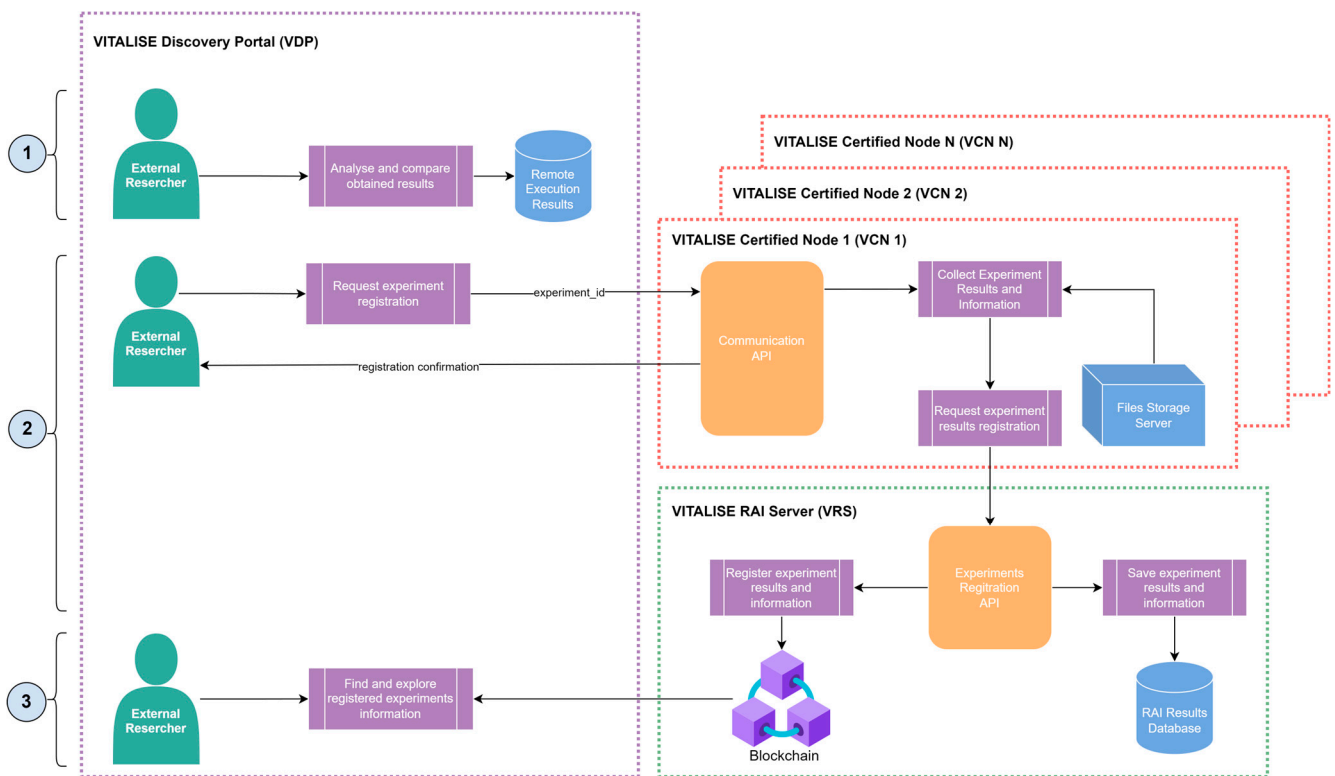 VITALISE Discovery Portal (VDP)
1
External
Resercher
Analyse and compare
obtained results
Remote
Execution
Results
VITALISE Certified Node N (VCN N)
VITALISE Certified Node 2 (VCN 2)
VITALISE Certified Node 1 (VCN 1)
2
External
Resercher
Request experiment
registration
experiment_id
registration confirmation
Communication
API
Collect Experiment
Results and
Information
Request experiment
results registration
Files Storage
Server
VITALISE RAI Server (VRS)
Register experiment
results and
information
Experiments
Regitration
API
Save experiment
results and
information
3
External
Resercher
Find and explore
registered experiments
information
Blockchain
RAI Results
Database